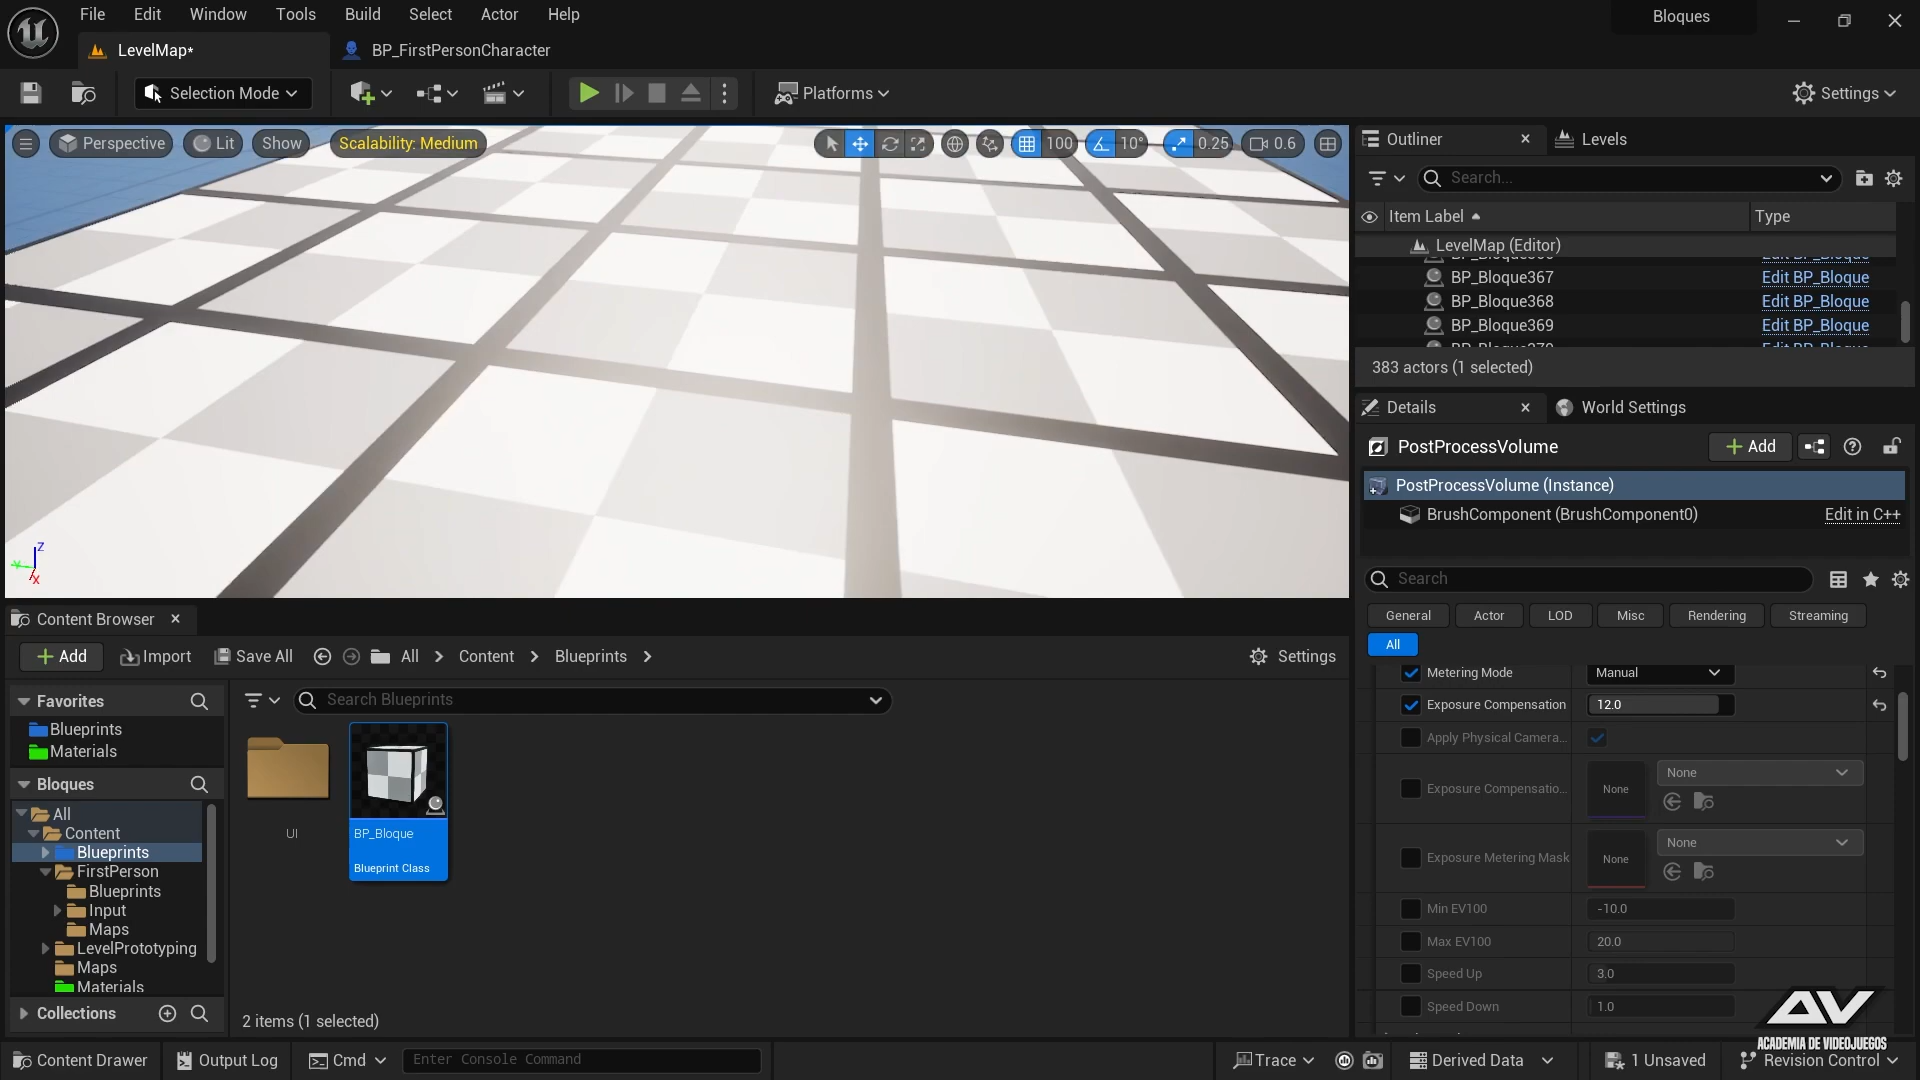 File Edit Window Tools Build Select Actor Help
Bloques
LevelMap*
BP_FirstPersonCharacter
Selection Mode
Platforms
Settings
Perspective
Lit
Show
Scalability: Medium
100
10°
0.25
0.6
Outliner
Levels
Search...
Item Label
Type
LevelMap (Editor)
BP_Bloque367
Edit BP_Bloque
BP_Bloque368
Edit BP_Bloque
BP_Bloque369
Edit BP_Bloque
383 actors (1 selected)
Details
World Settings
PostProcessVolume
Add
PostProcessVolume (Instance)
BrushComponent (BrushComponent0)
Edit in C++
Search
General
Actor
LOD
Misc
Rendering
Streaming
All
Metering Mode
Manual
Exposure Compensation
12.0
Apply Physical Camera...
Exposure Compensatio...
None
None
Exposure Metering Mask
None
None
Min EV100
-10.0
Max EV100
20.0
Speed Up
3.0
Speed Down
1.0
Content Browser
Add
Import
Save All
All
Content
Blueprints
Settings
Favorites
Blueprints
Materials
Bloques
All
Content
Blueprints
FirstPerson
Blueprints
Input
Maps
LevelPrototyping
Maps
Materials
Collections
Search Blueprints
UI
BP_Bloque
Blueprint Class
2 items (1 selected)
AV
ACADEMIA DE VIDEOJUEGOS
Content Drawer
Output Log
Cmd
Enter Console Command
Trace
Derived Data
1 Unsaved
Revision Control